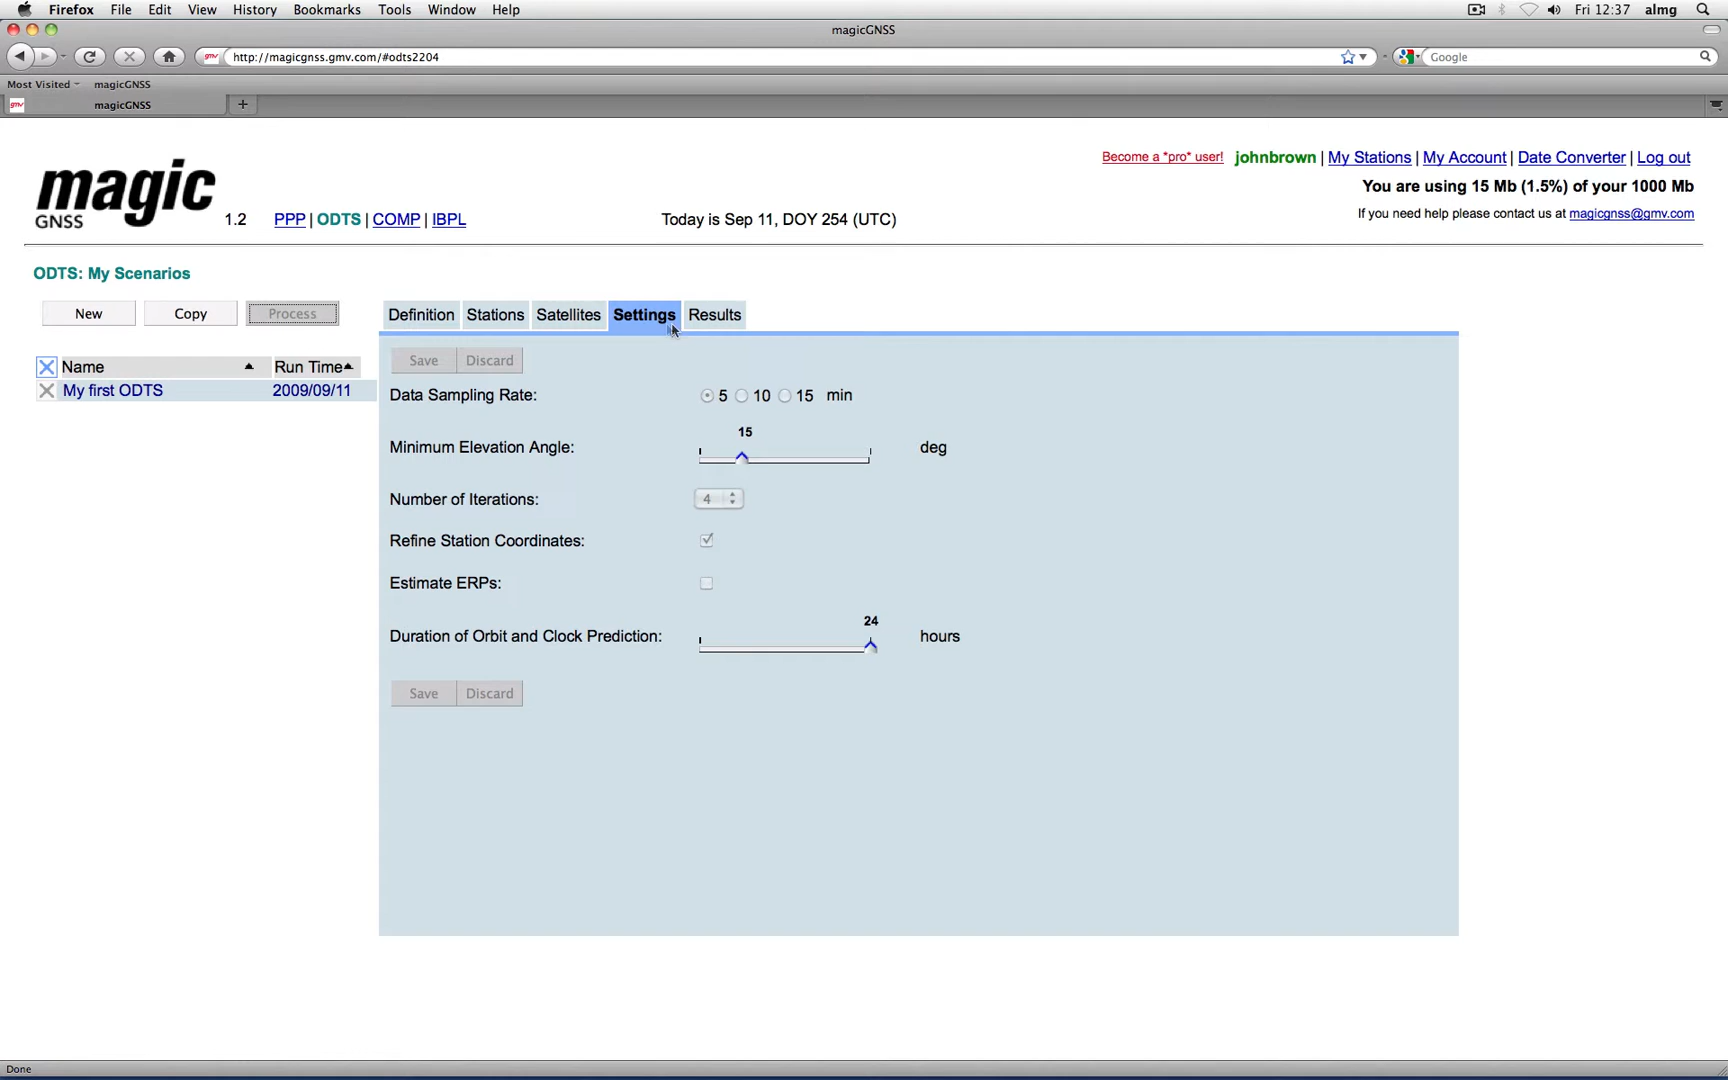 Firefox File Edit View History Bookmarks Tools Window Help Fri 12:37 almg
magicGNSS
gmv http://magicgnss.gmv.com/#odts2204 Google
Most Visited magicGNSS
gmv magicGNSS +
Become a *pro* user! johnbrown | My Stations | My Account | Date Converter | Log out
You are using 15 Mb (1.5%) of your 1000 Mb
If you need help please contact us at magicgnss@gmv.com
magic
GNSS 1.2 PPP | ODTS | COMP | IBPL Today is Sep 11, DOY 254 (UTC)
ODTS: My Scenarios
New Copy Process
Definition Stations Satellites Settings Results
Save Discard
Name Run Time
My first ODTS 2009/09/11
Data Sampling Rate: 5 10 15 min
15
Minimum Elevation Angle: deg
Number of Iterations: 4
Refine Station Coordinates:
Estimate ERPs:
24
Duration of Orbit and Clock Prediction: hours
Save Discard
Done